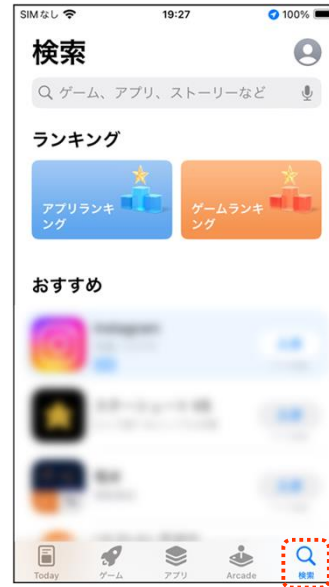 SIMなし 19:27 100%
検索
ゲーム、アプリ、ストーリーなど
ランキング
アプリランキ
ング
ゲームランキ
ング
おすすめ
Instagram
Today ゲーム アプリ Arcade 検索